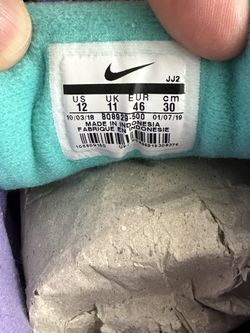 JJ2
US UK EUR cm
12 11 46 30
10/03/18 808920-500 01/07/19
MADE IN INDONESIA
FABRIQUE EN INDONESIE